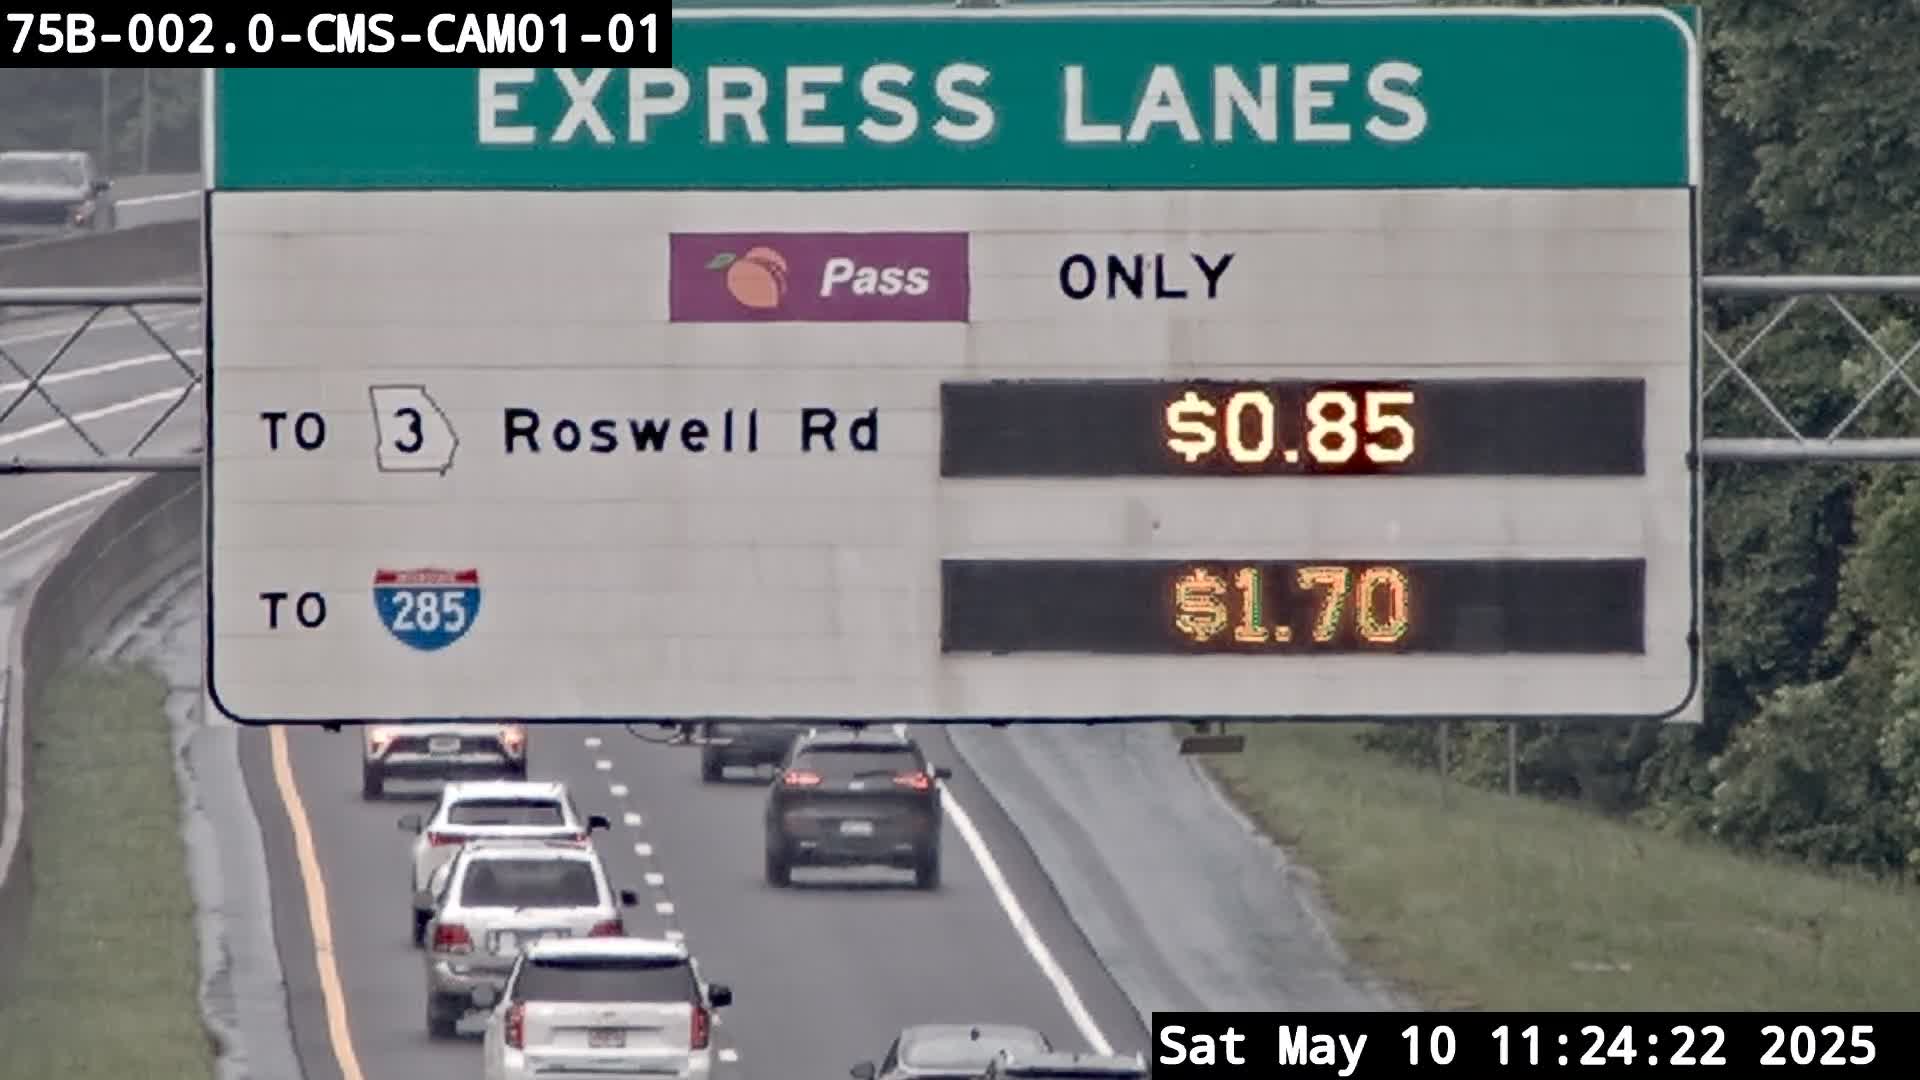 75B-002.0-CMS-CAM01-01
EXPRESS LANES
Pass ONLY
TO 3 Roswell Rd $0.85
TO 285 $1.70
Sat May 10 11:24:22 2025